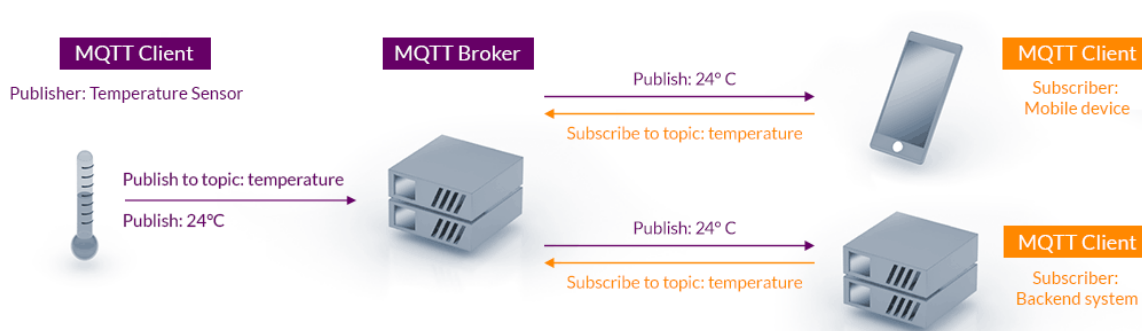 MQTT Client
Publisher: Temperature Sensor
Publish to topic: temperature
Publish: 24°C
MQTT Broker
Publish: 24° C
Subscribe to topic: temperature
MQTT Client
Subscriber:
Mobile device
Publish: 24° C
Subscribe to topic: temperature
MQTT Client
Subscriber:
Backend system